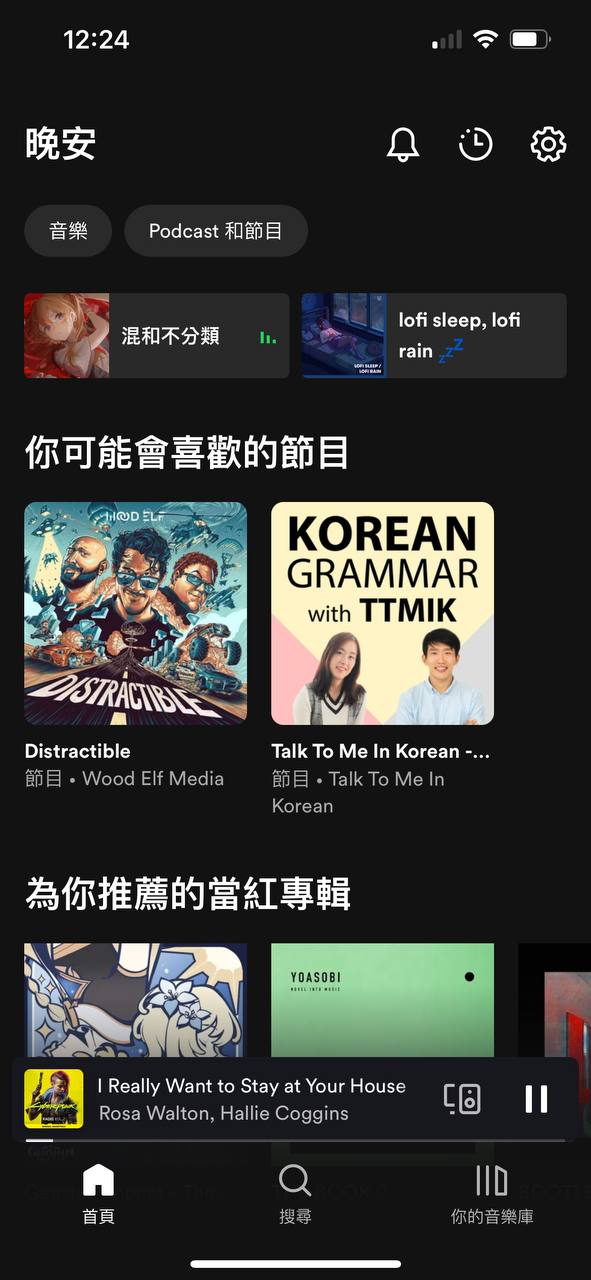 12:24
晚安
音樂
Podcast 和節目
混和不分類
lofi sleep, lofi
rain 💤
LOFI SLEEP /
LOFI RAIN
你可能會喜歡的節目
WOOD ELF
DISTRACTIBLE
KOREAN
GRAMMAR
with TTMIK
Distractible
節目 • Wood Elf Media
Talk To Me In Korean -...
節目 • Talk To Me In
Korean
為你推薦的當紅專輯
YOASOBI
NOVEL INTO MUSIC
Cyberpunk
I Really Want to Stay at Your House
Rosa Walton, Hallie Coggins
首頁
搜尋
你的音樂庫